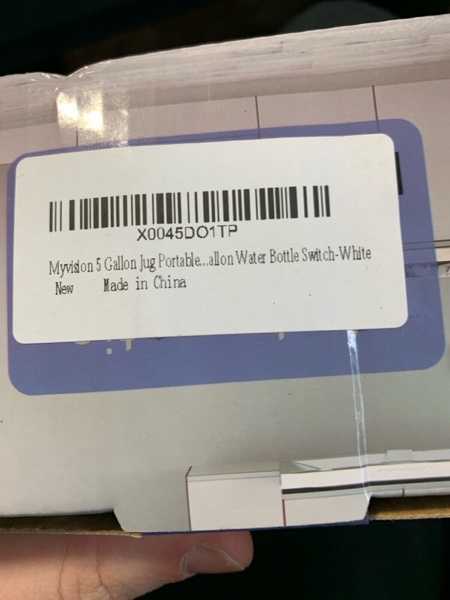 X0045DO1TP
Myvision 5 Gallon Jug Portable...allon Water Bottle Switch-White
New Made in China